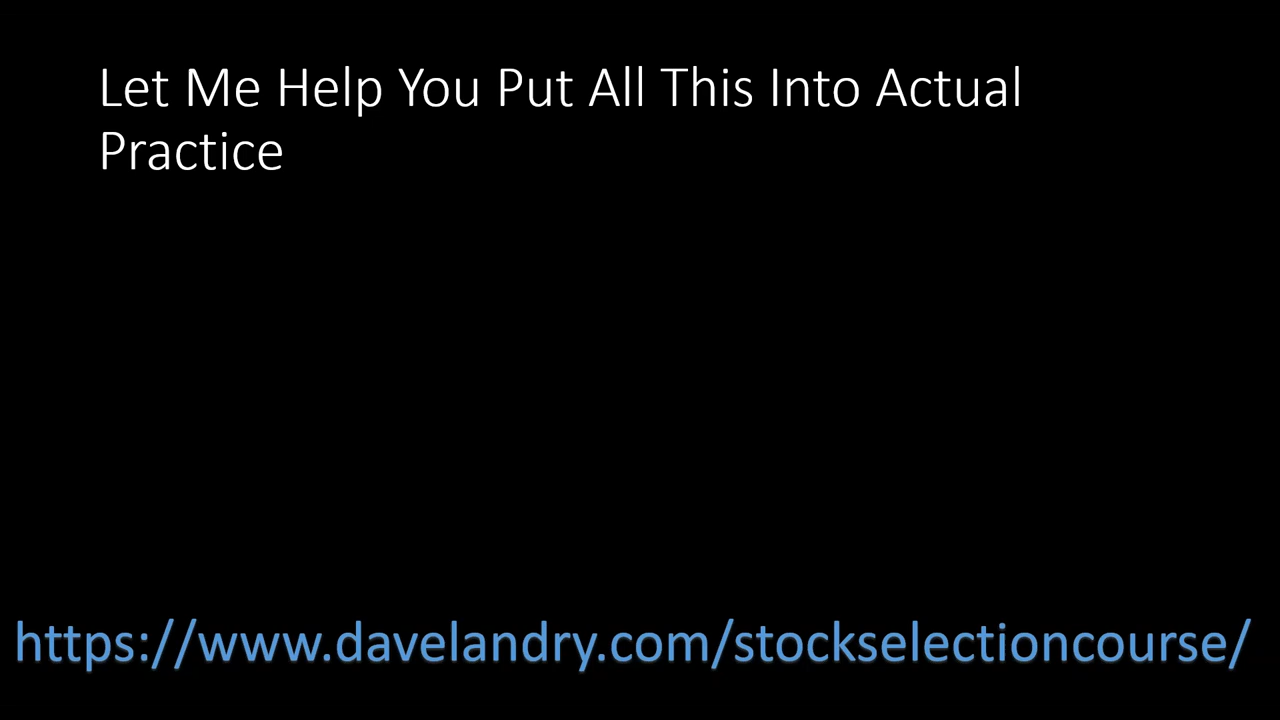 Let Me Help You Put All This Into Actual
Practice
https://www.davelandry.com/stockselectioncourse/